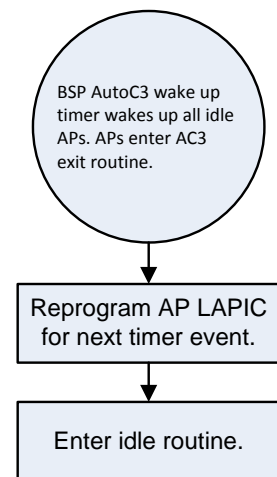 BSP AutoC3 wake up
timer wakes up all idle
APs. APs enter AC3
exit routine.
Reprogram AP LAPIC
for next timer event.
Enter idle routine.